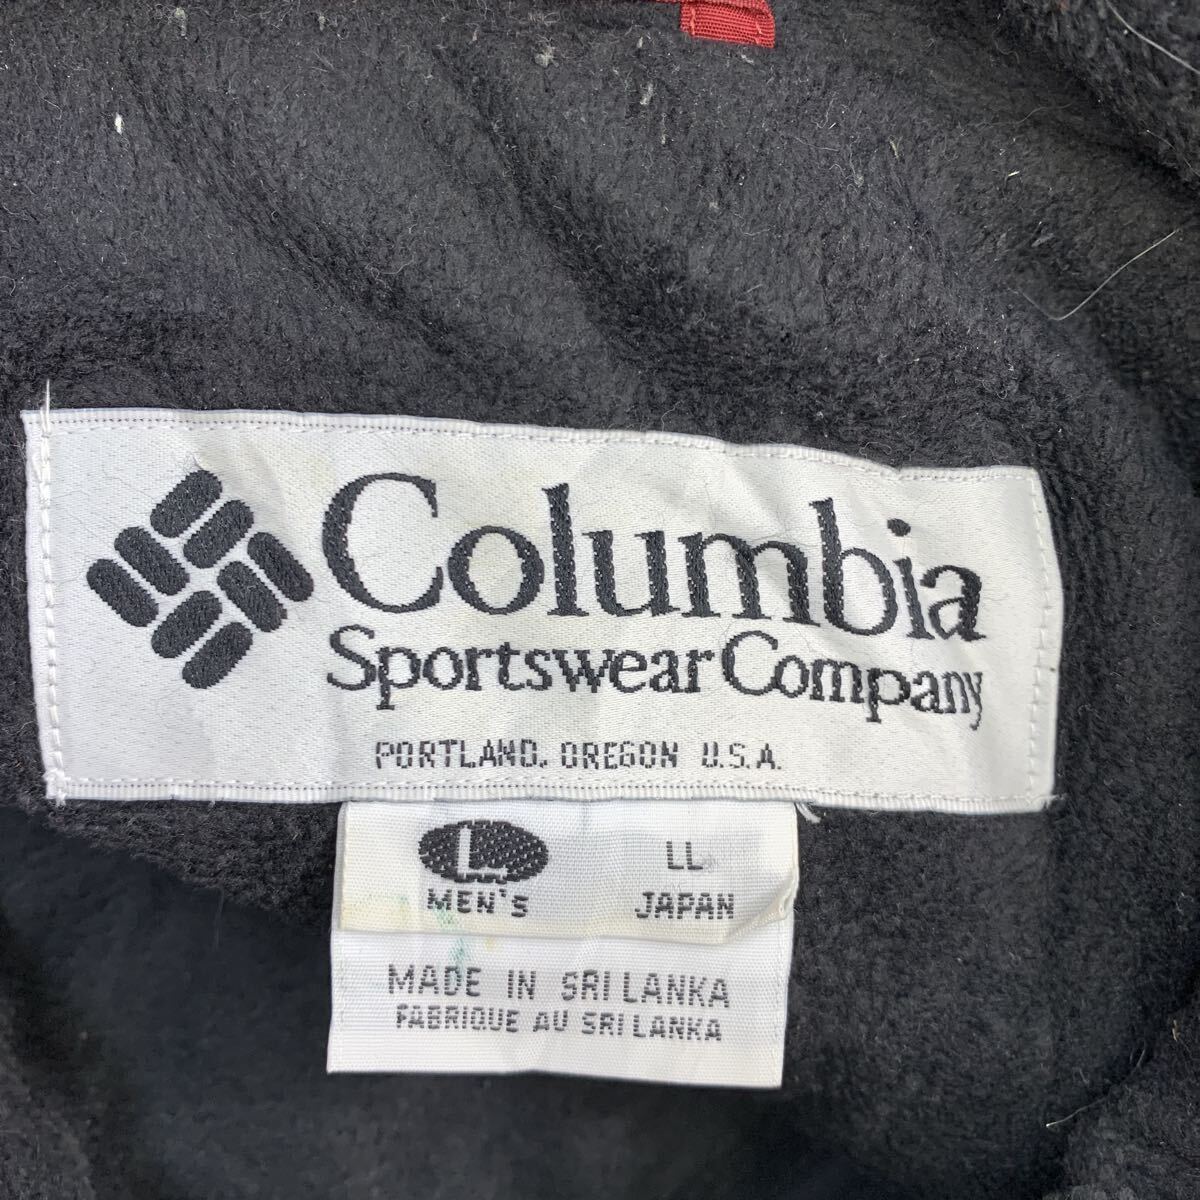 Columbia
Sportswear Company
PORTLAND, OREGON U.S.A.
L LL
MEN's JAPAN
MADE IN SRI LANKA
FABRIQUE AU SRI LANKA